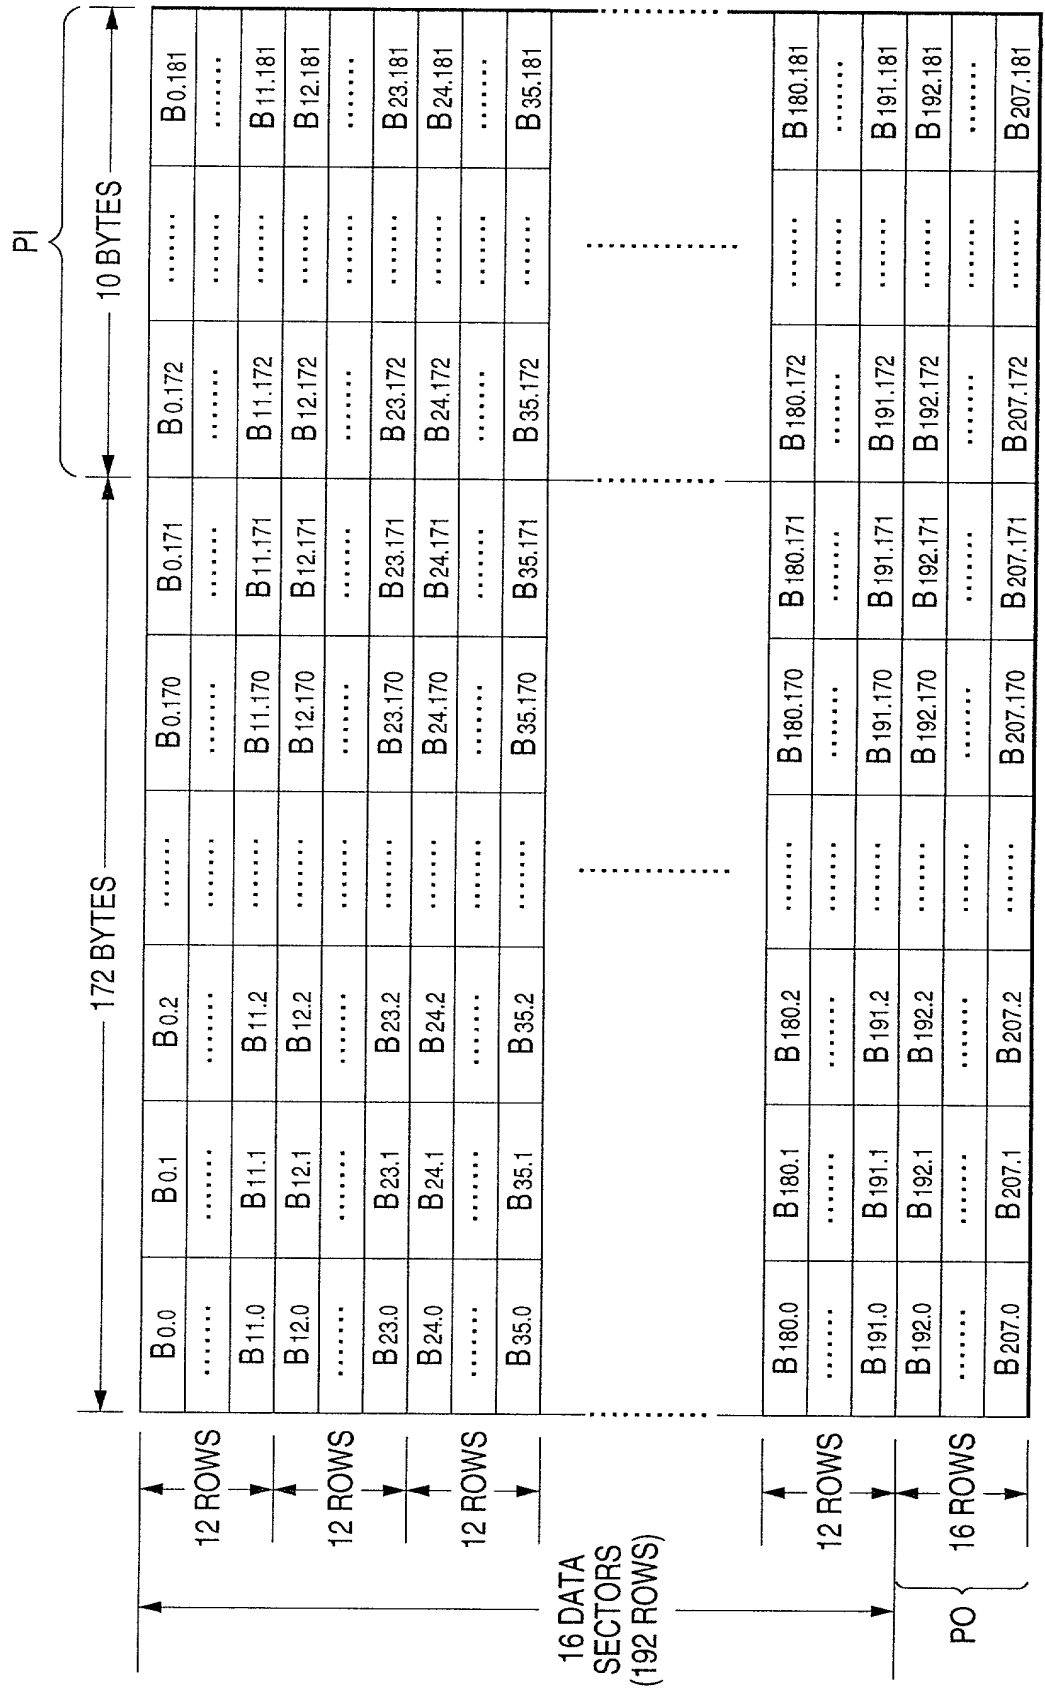 PI
172 BYTES 10 BYTES
B0.0 B0.1 B0.2 ....... B0.170 B0.171 B0.172 ....... B0.181
12 ROWS ....... ....... ....... ....... ....... ....... ....... ....... .......
B11.0 B11.1 B11.2 ....... B11.170 B11.171 B11.172 ....... B11.181
B12.0 B12.1 B12.2 ....... B12.170 B12.171 B12.172 ....... B12.181
12 ROWS ....... ....... ....... ....... ....... ....... ....... ....... .......
B23.0 B23.1 B23.2 ....... B23.170 B23.171 B23.172 ....... B23.181
B24.0 B24.1 B24.2 ....... B24.170 B24.171 B24.172 ....... B24.181
12 ROWS ....... ....... ....... ....... ....... ....... ....... ....... .......
B35.0 B35.1 B35.2 ....... B35.170 B35.171 B35.172 ....... B35.181
16 DATA
SECTORS
(192 ROWS)
B180.0 B180.1 B180.2 ....... B180.170 B180.171 B180.172 ....... B180.181
12 ROWS ....... ....... ....... ....... ....... ....... ....... ....... .......
B191.0 B191.1 B191.2 ....... B191.170 B191.171 B191.172 ....... B191.181
B192.0 B192.1 B192.2 ....... B192.170 B192.171 B192.172 ....... B192.181
PO 16 ROWS ....... ....... ....... ....... ....... ....... ....... ....... .......
B207.0 B207.1 B207.2 ....... B207.170 B207.171 B207.172 ....... B207.181